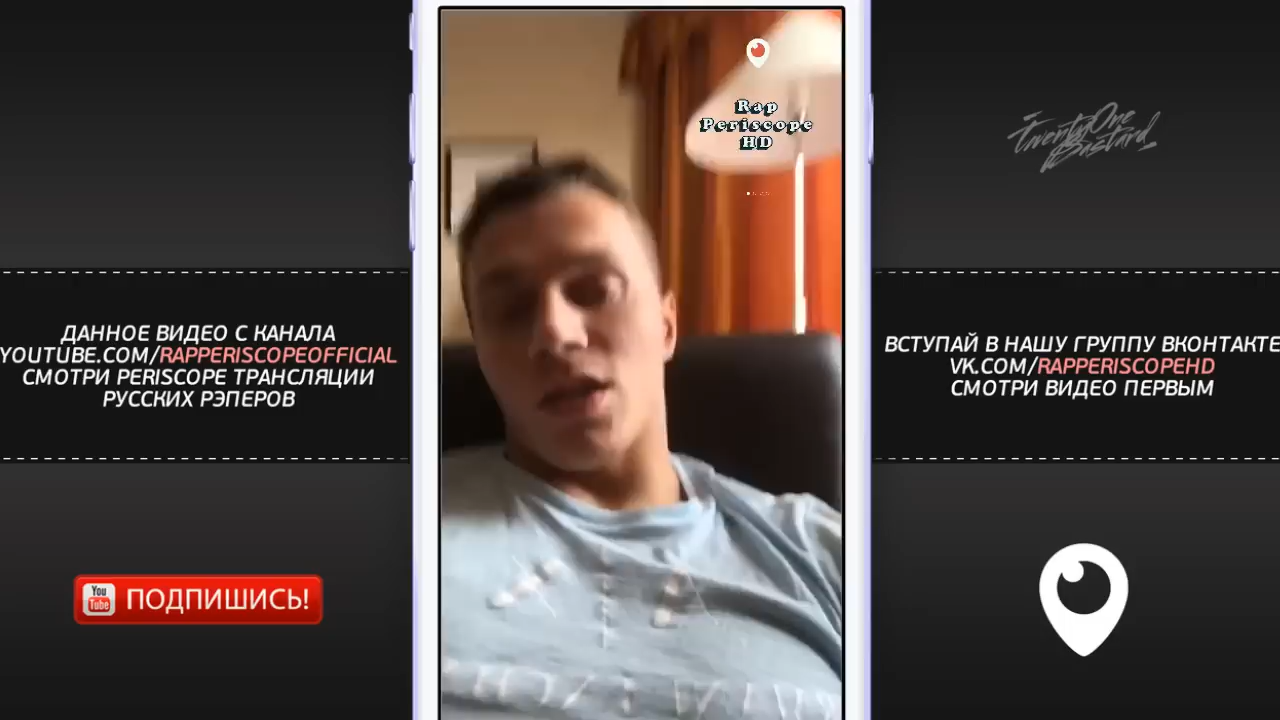 Rap
Periscope
HD
TwentyOne
Bastard
ДАННОЕ ВИДЕО С КАНАЛА
YOUTUBE.COM/RAPPERISCOPEOFFICIAL
СМОТРИ PERISCOPE ТРАНСЛЯЦИИ
РУССКИХ РЭПЕРОВ
ВСТУПАЙ В НАШУ ГРУППУ ВКОНТАКТЕ
VK.COM/RAPPERISCOPEHD
СМОТРИ ВИДЕО ПЕРВЫМ
You
Tube
ПОДПИШИСЬ!